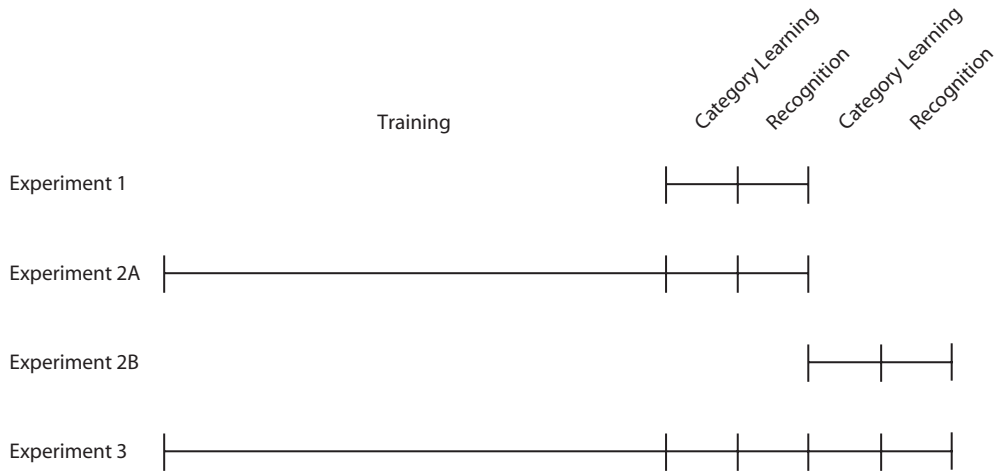 Training
Category Learning
Recognition
Category Learning
Recognition
Experiment 1
Experiment 2A
Experiment 2B
Experiment 3